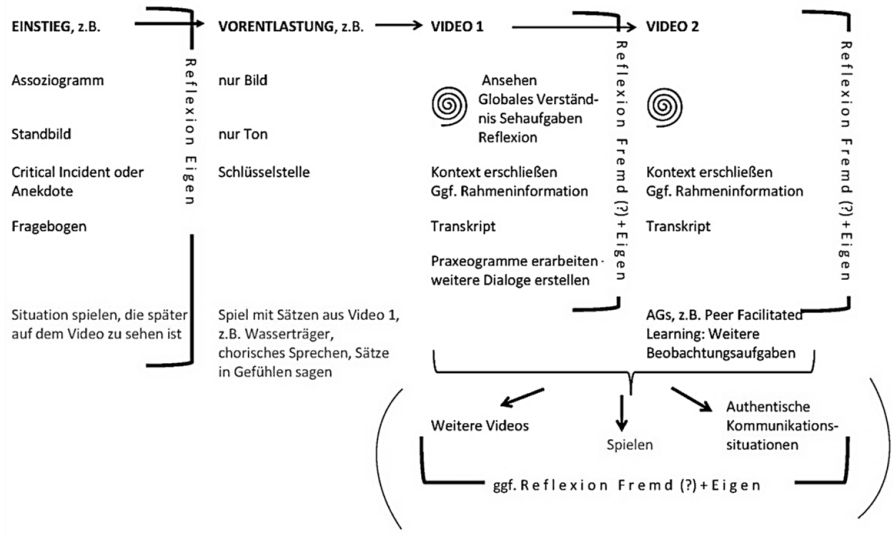 EINSTIEG, z.B.
Assoziogramm
Standbild
Critical Incident oder
Anekdote
Fragebogen
Situation spielen, die später
auf dem Video zu sehen ist
Reflexion Eigen
VORENTLASTUNG, z.B.
nur Bild
nur Ton
Schlüsselstelle
Spiel mit Sätzen aus Video 1,
z.B. Wasserträger,
chorisches Sprechen, Sätze
in Gefühlen sagen
VIDEO 1
Ansehen
Globales Verständ-
nis Sehaufgaben
Reflexion
Kontext erschließen
Ggf. Rahmeninformation
Transkript
Praxeogramme erarbeiten -
weitere Dialoge erstellen
Reflexion Fremd (?) + Eigen
VIDEO 2
Kontext erschließen
Ggf. Rahmeninformation
Transkript
AGs, z.B. Peer Facilitated
Learning: Weitere
Beobachtungsaufgaben
Reflexion Fremd (?) + Eigen
Weitere Videos
Spielen
Authentische
Kommunikations-
situationen
ggf. Reflexion Fremd (?) + Eigen